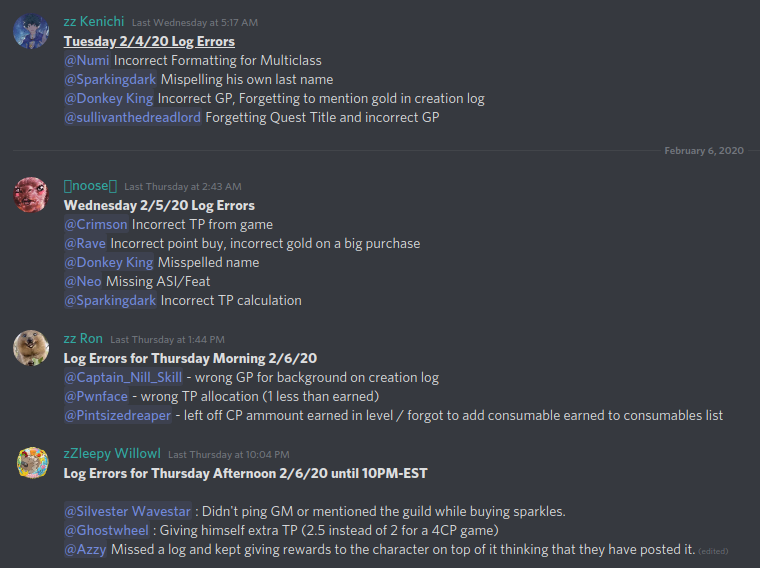 zz Kenichi Last Wednesday at 5:17 AM
Tuesday 2/4/20 Log Errors
@Numi Incorrect Formatting for Multiclass
@Sparkingdark Mispelling his own last name
@Donkey King Incorrect GP, Forgetting to mention gold in creation log
@sullivanthedreadlord Forgetting Quest Title and incorrect GP
February 6, 2020
noose Last Thursday at 2:43 AM
Wednesday 2/5/20 Log Errors
@Crimson Incorrect TP from game
@Rave Incorrect point buy, incorrect gold on a big purchase
@Donkey King Misspelled name
@Neo Missing ASI/Feat
@Sparkingdark Incorrect TP calculation
zz Ron Last Thursday at 1:44 PM
Log Errors for Thursday Morning 2/6/20
@Captain_Nill_Skill - wrong GP for background on creation log
@Pwnface - wrong TP allocation (1 less than earned)
@Pintsizedreaper - left off CP ammount earned in level / forgot to add consumable earned to consumables list
zZleepy Willowl Last Thursday at 10:04 PM
Log Errors for Thursday Afternoon 2/6/20 until 10PM-EST
@Silvester Wavestar : Didn't ping GM or mentioned the guild while buying sparkles.
@Ghostwheel : Giving himself extra TP (2.5 instead of 2 for a 4CP game)
@Azzy Missed a log and kept giving rewards to the character on top of it thinking that they have posted it. (edited)